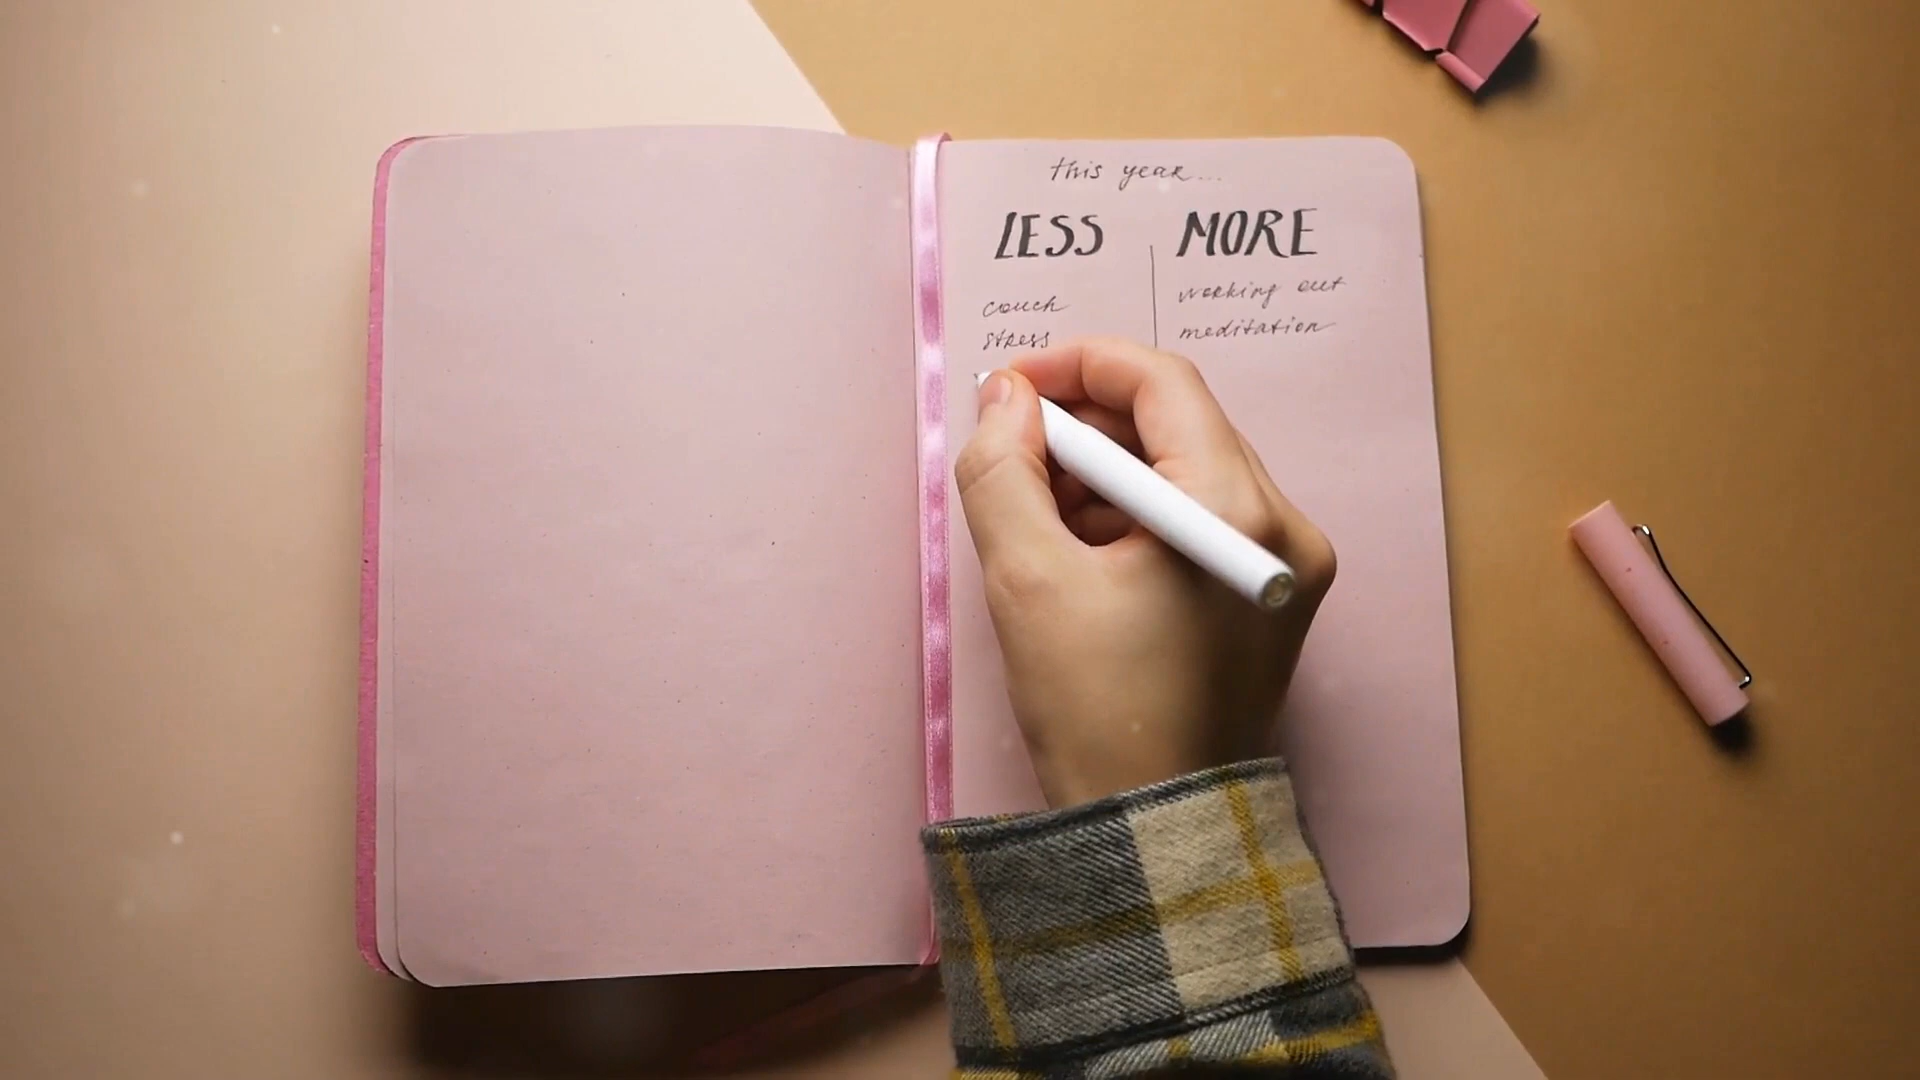 this year...
LESS
MORE
couch
working out
stress
meditation